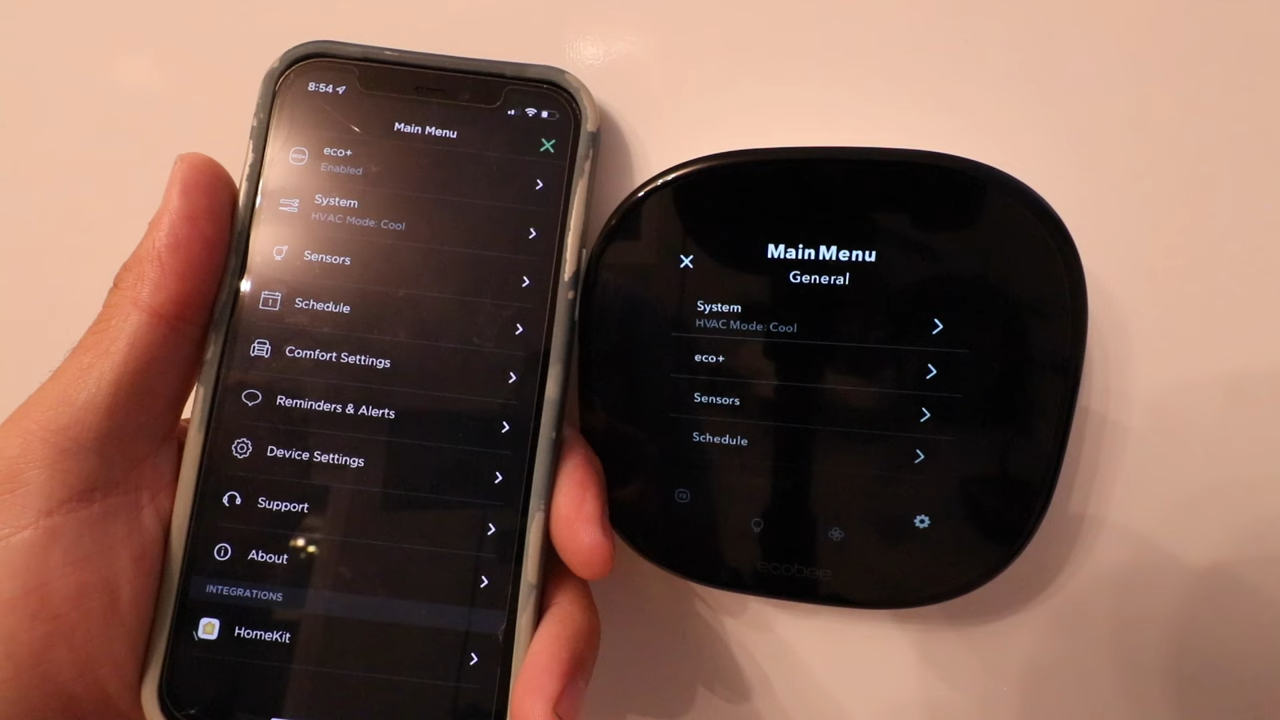 8:54
Main Menu
eco+
Enabled
System
HVAC Mode: Cool
Sensors
Schedule
Comfort Settings
Reminders & Alerts
Device Settings
Support
About
INTEGRATIONS
HomeKit
Main Menu
General
System
HVAC Mode: Cool
eco+
Sensors
Schedule
ecobee